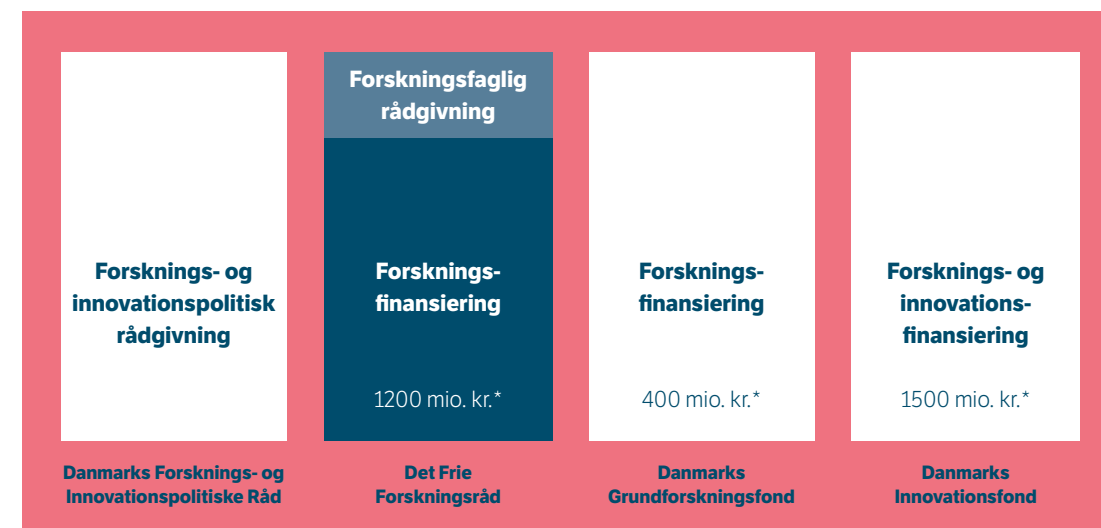 Forskningsfaglig
rådgivning
Forsknings- og
innovationspolitisk
rådgivning
Forsknings-
finansiering
1200 mio. kr.*
Forsknings-
finansiering
400 mio. kr.*
Forsknings- og
innovations-
finansiering
1500 mio. kr.*
Danmarks Forsknings- og
Innovationspolitiske Råd
Det Frie
Forskningsråd
Danmarks
Grundforskningsfond
Danmarks
Innovationsfond